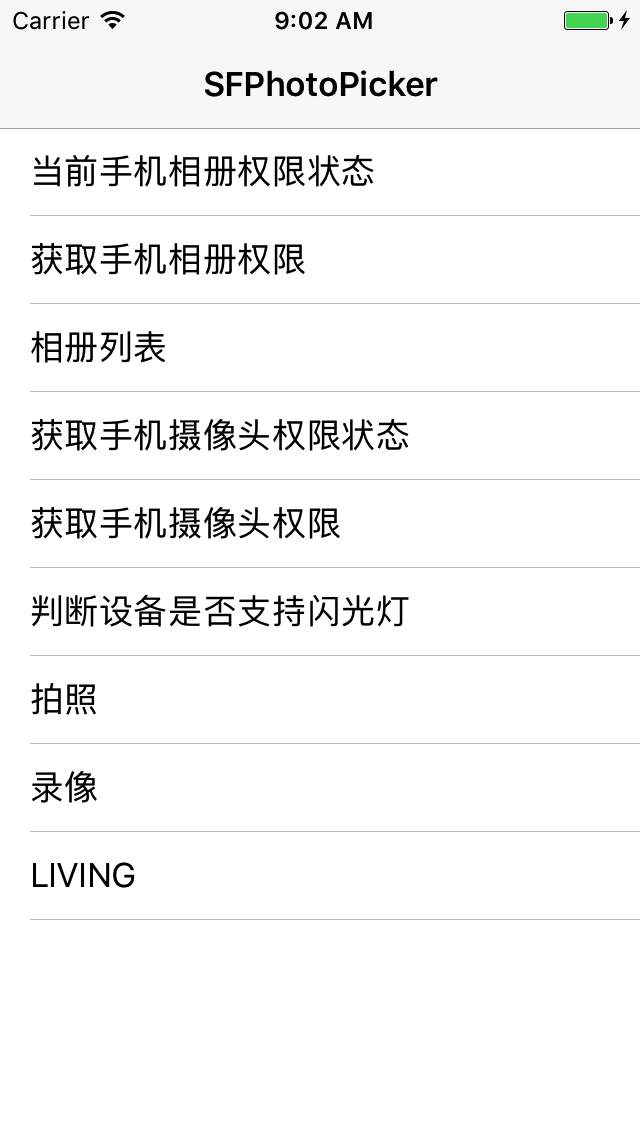 Carrier 9:02 AM
SFPhotoPicker
当前手机相册权限状态
获取手机相册权限
相册列表
获取手机摄像头权限状态
获取手机摄像头权限
判断设备是否支持闪光灯
拍照
录像
LIVING